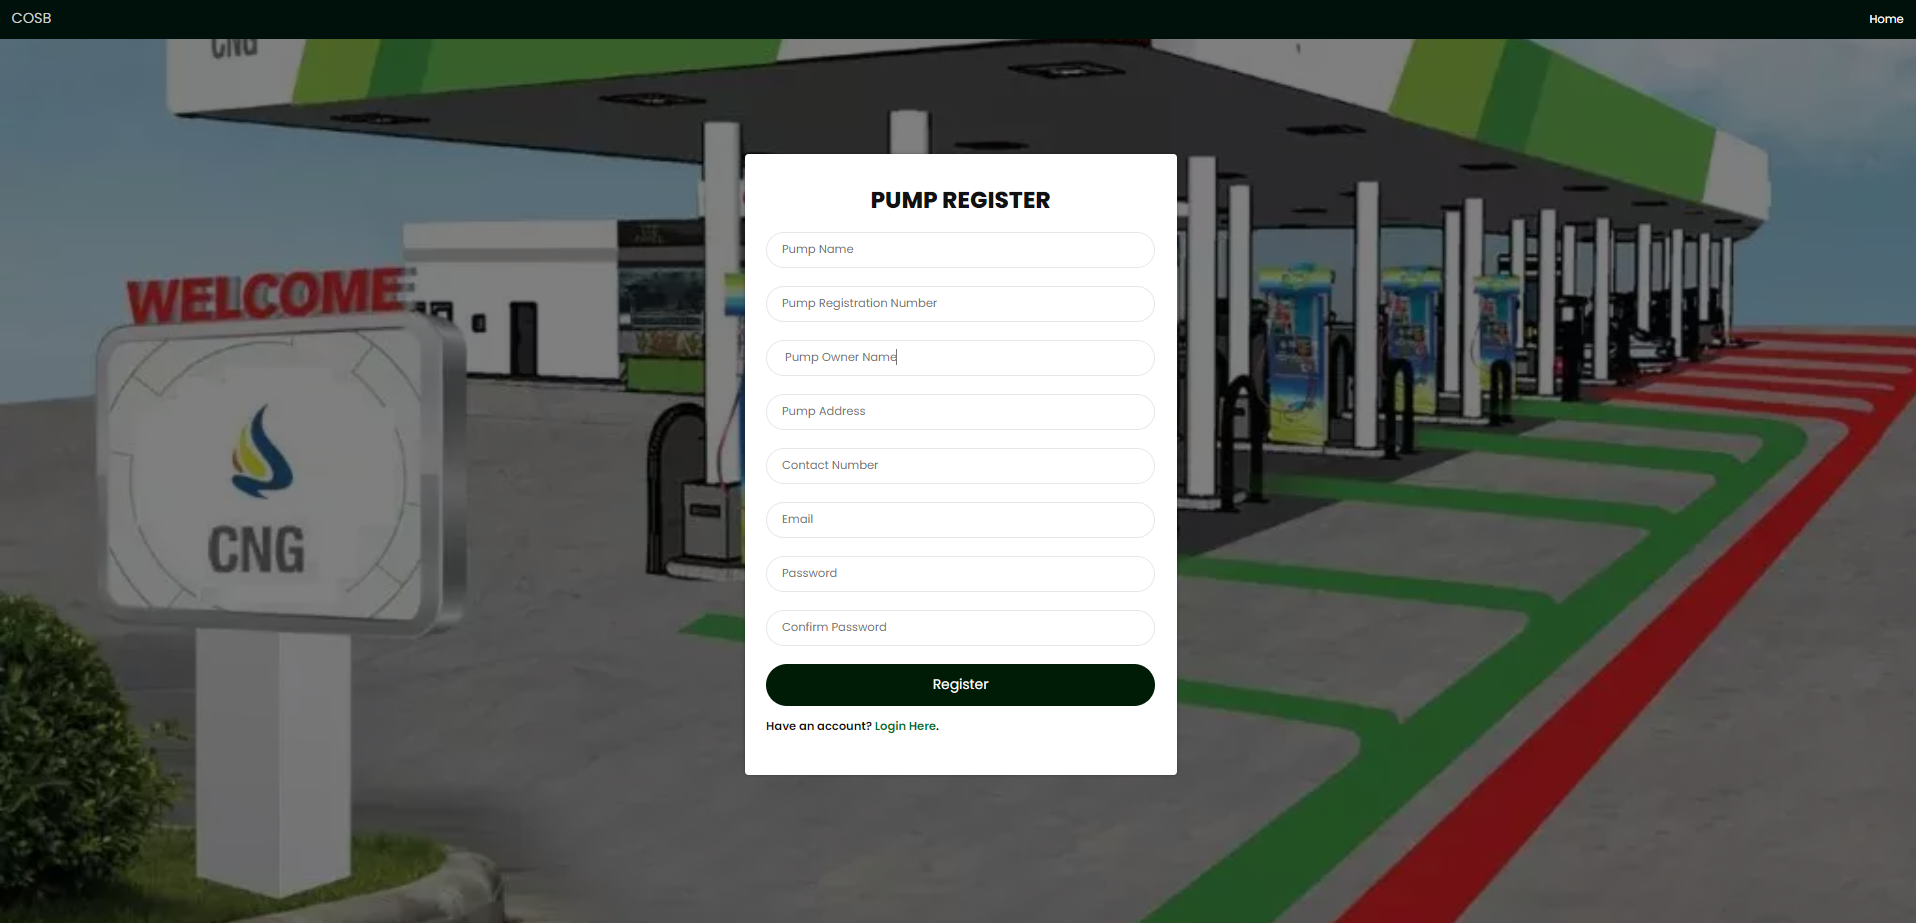 COSB
Home
CNG
PUMP REGISTER
Pump Name
Pump Registration Number
Pump Owner Name
Pump Address
Contact Number
Email
Password
Confirm Password
Register
Have an account? Login Here.
WELCOME
CNG